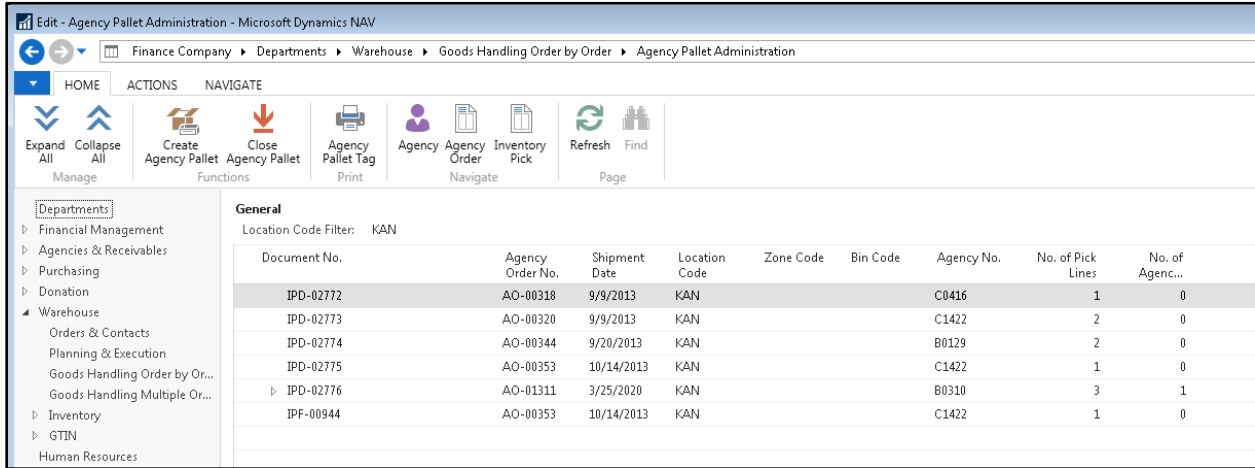 Edit - Agency Pallet Administration - Microsoft Dynamics NAV
Finance Company ▸ Departments ▸ Warehouse ▸ Goods Handling Order by Order ▸ Agency Pallet Administration
HOME ACTIONS NAVIGATE
Expand All
Collapse All
Create Agency Pallet
Close Agency Pallet
Agency Pallet Tag
Agency
Agency Order
Inventory Pick
Refresh
Find
Manage Functions Print Navigate Page
Departments
Financial Management
Agencies & Receivables
Purchasing
Donation
Warehouse
Orders & Contacts
Planning & Execution
Goods Handling Order by Or...
Goods Handling Multiple Or...
Inventory
GTIN
Human Resources
General
Location Code Filter: KAN
Document No. Agency Order No. Shipment Date Location Code Zone Code Bin Code Agency No. No. of Pick Lines No. of Agenc...
IPD-02772 AO-00318 9/9/2013 KAN C0416 1 0
IPD-02773 AO-00320 9/9/2013 KAN C1422 2 0
IPD-02774 AO-00344 9/20/2013 KAN B0129 2 0
IPD-02775 AO-00353 10/14/2013 KAN C1422 1 0
IPD-02776 AO-01311 3/25/2020 KAN B0310 3 1
IPF-00944 AO-00353 10/14/2013 KAN C1422 1 0